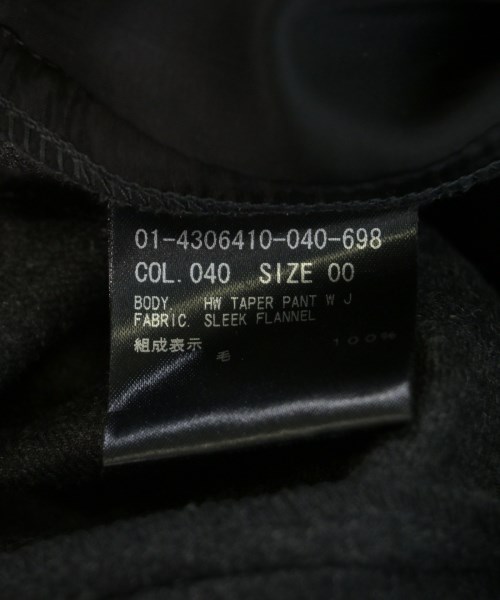 01-4306410-040-698
COL. 040 SIZE 00
BODY. HW TAPER PANT W J
FABRIC. SLEEK FLANNEL
組成表示
毛 100%